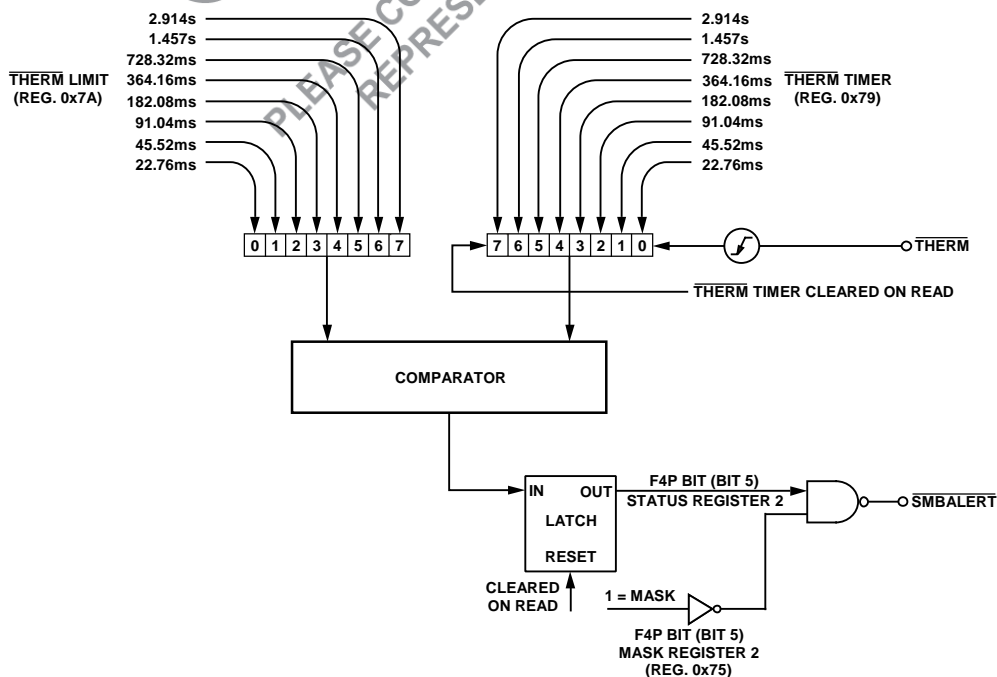 PLEASE CO
REPRESE
2.914s
1.457s
728.32ms
364.16ms
182.08ms
91.04ms
45.52ms
22.76ms
THERM LIMIT
(REG. 0x7A)
2.914s
1.457s
728.32ms
364.16ms
182.08ms
91.04ms
45.52ms
22.76ms
THERM TIMER
(REG. 0x79)
0 1 2 3 4 5 6 7
7 6 5 4 3 2 1 0
THERM
THERM TIMER CLEARED ON READ
COMPARATOR
IN OUT
LATCH
RESET
CLEARED
ON READ
F4P BIT (BIT 5)
STATUS REGISTER 2
SMBALERT
1 = MASK
F4P BIT (BIT 5)
MASK REGISTER 2
(REG. 0x75)